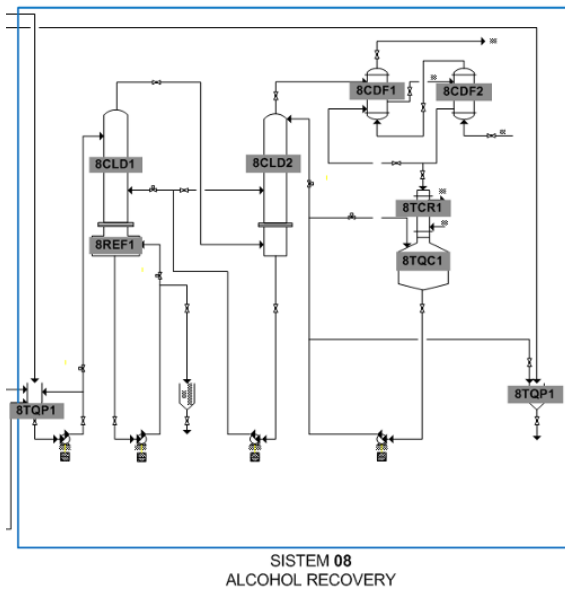 8CDF1
8CDF2
8CLD1
8CLD2
8TCR1
8REF1
8TQC1
8TQP1
8TQP1
SISTEM 08
ALCOHOL RECOVERY